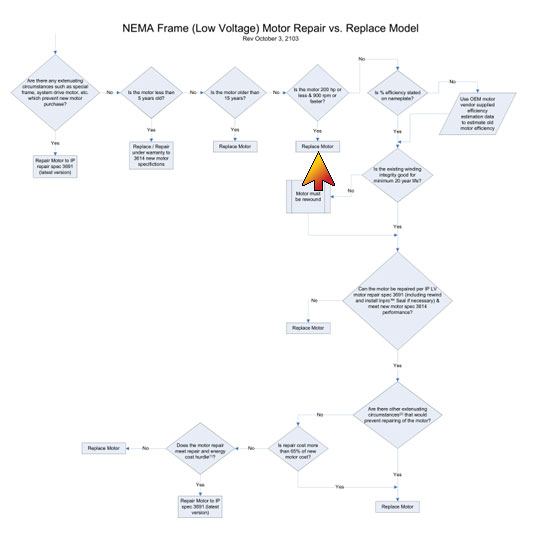 NEMA Frame (Low Voltage) Motor Repair vs. Replace Model
Rev October 3, 2103
Are there any extenuating
circumstances such as special
frame, system drive motor, etc.
which prevent new motor
purchase?
No
Is the motor less than
5 years old?
No
Is the motor older than
15 years?
No
Is the motor 200 hp or
less & 900 rpm or
faster?
No
Is % efficiency stated
on nameplate?
No
Use OEM motor
vendor supplied
efficiency
estimation data
to estimate old
motor efficiency
Yes
Yes
Yes
Yes
Yes
Repair Motor to IP
repair spec 3691
(latest version)
Replace / Repair
under warranty to
3614 new motor
specifictions
Replace Motor
Replace Motor
Is the existing winding
integrity good for
minimum 20 year life?
No
Motor must
be rewound
Yes
Can the motor be repaired per IP LV
motor repair spec 3691 (including rewind
and install Inpro™ Seal if necessary) &
meet new motor spec 3614
performance?
No
Replace Motor
Yes
Are there other extenuating
circumstances⁽²⁾ that would
prevent repairing of the motor?
No
Is repair cost more
than 65% of new
motor cost?
No
Does the motor repair
meet repair and energy
cost hurdle⁽¹⁾?
No
Replace Motor
Yes
Yes
Yes
Repair Motor to IP
spec 3691 (latest
version)
Replace Motor